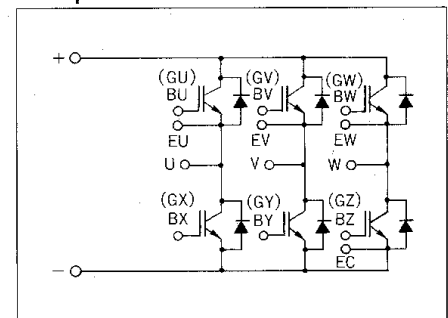 +
(GU) (GV) (GW)
BU BV BW
EU EV EW
U V W
(GX) (GY) (GZ)
BX BY BZ
EC
−